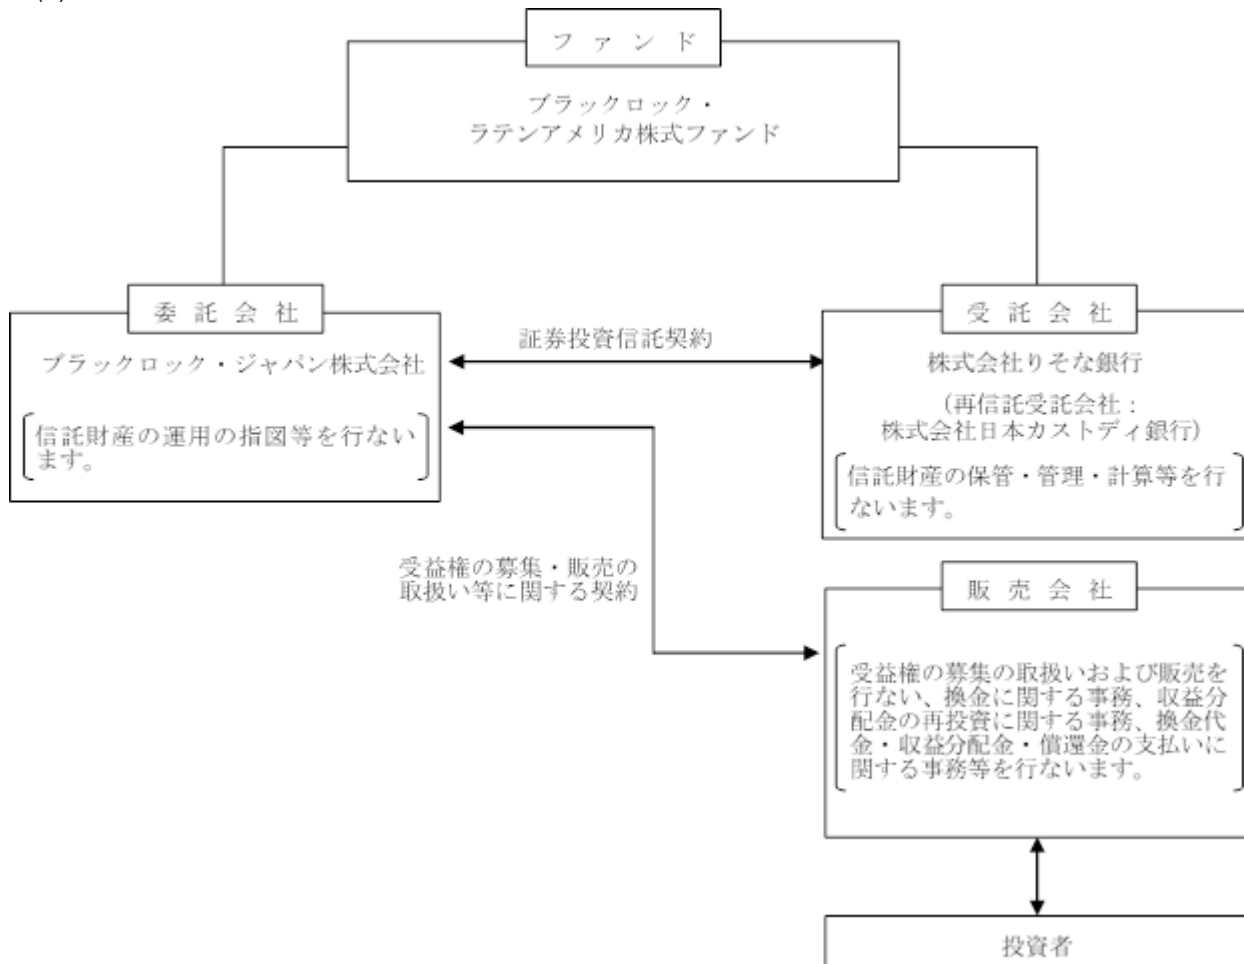 ファンド
ブラックロック・
ラテンアメリカ株式ファンド
委託会社
ブラックロック・ジャパン株式会社
信託財産の運用の指図等を行ない
ます。
証券投資信託契約
受託会社
株式会社りそな銀行
(再信託受託会社:
株式会社日本カストディ銀行)
信託財産の保管・管理・計算等を行
ないます。
受益権の募集・販売の
取扱い等に関する契約
販売会社
受益権の募集の取扱いおよび販売を
行ない、換金に関する事務、収益分
配金の再投資に関する事務、換金代
金・収益分配金・償還金の支払いに
関する事務等を行ないます。
投資者